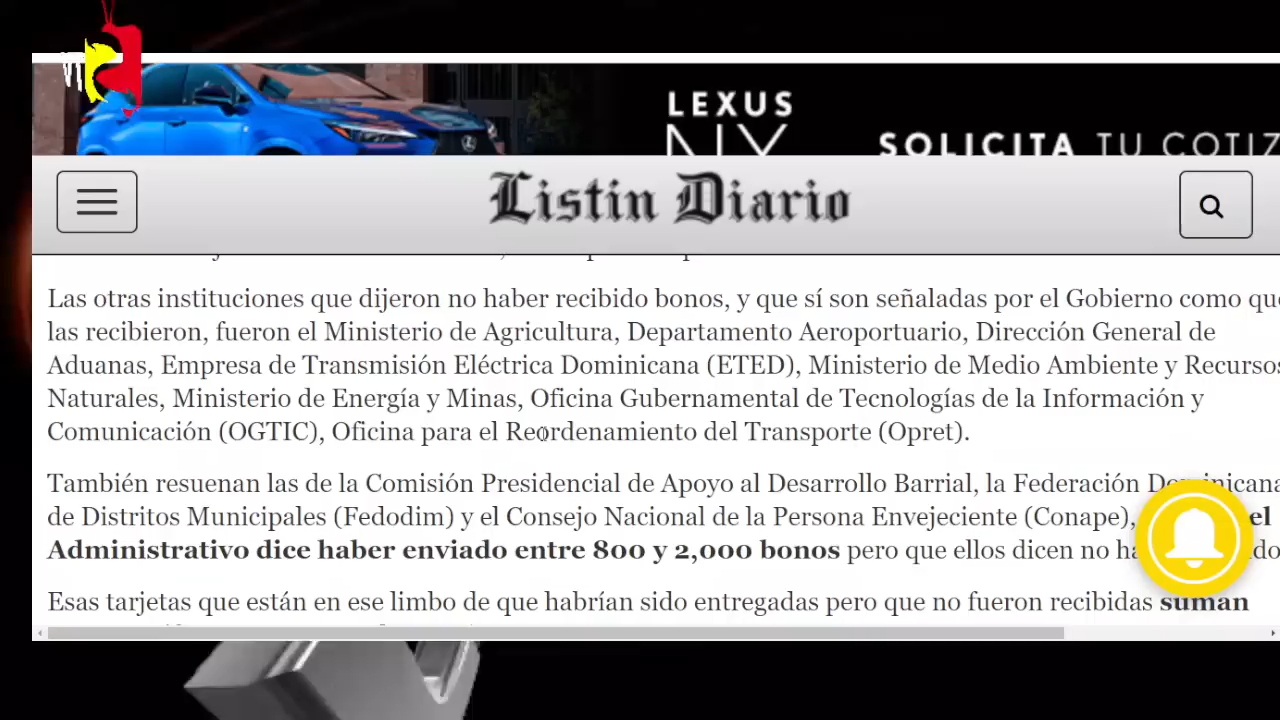 LEXUS
NX
SOLICITA TU COTIZ
Listin Diario
Las otras instituciones que dijeron no haber recibido bonos, y que sí son señaladas por el Gobierno como que
las recibieron, fueron el Ministerio de Agricultura, Departamento Aeroportuario, Dirección General de
Aduanas, Empresa de Transmisión Eléctrica Dominicana (ETED), Ministerio de Medio Ambiente y Recursos
Naturales, Ministerio de Energía y Minas, Oficina Gubernamental de Tecnologías de la Información y
Comunicación (OGTIC), Oficina para el Reordenamiento del Transporte (Opret).
También resuenan las de la Comisión Presidencial de Apoyo al Desarrollo Barrial, la Federación Dominicana
de Distritos Municipales (Fedodim) y el Consejo Nacional de la Persona Envejeciente (Conape), el
Administrativo dice haber enviado entre 800 y 2,000 bonos pero que ellos dicen no
Esas tarjetas que están en ese limbo de que habrían sido entregadas pero que no fueron recibidas suman